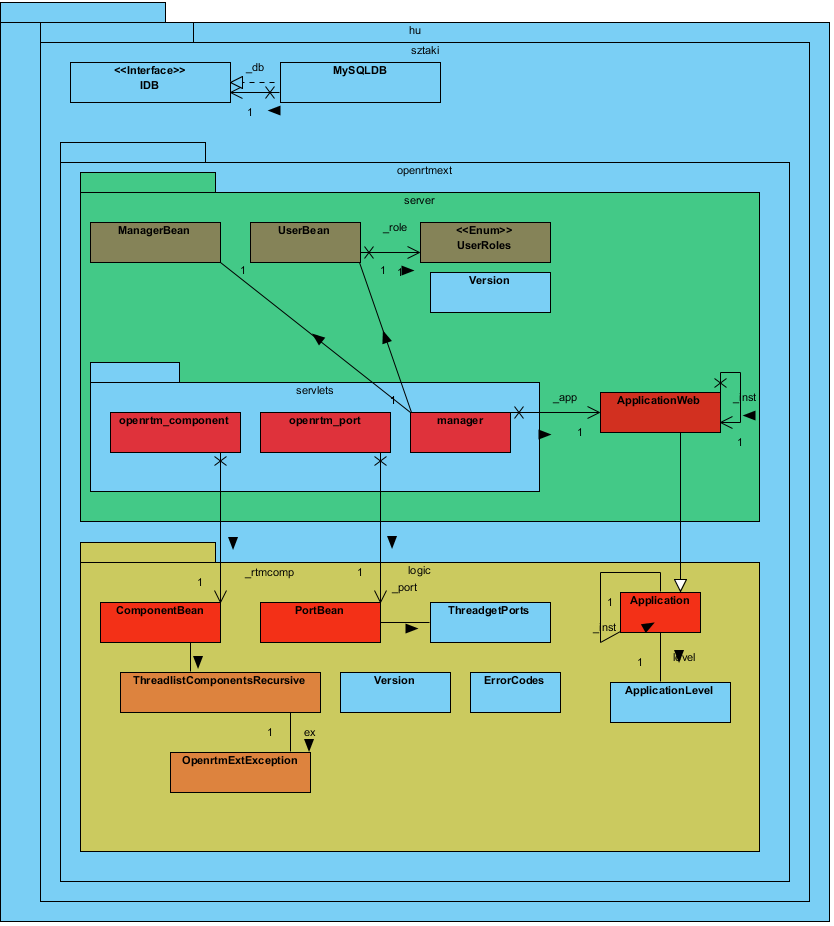 hu
sztaki
<<Interface>>
IDB
_db
1
MySQLDB
openrtmext
server
ManagerBean
UserBean
_role
1
1
<<Enum>>
UserRoles
Version
1
1
servlets
openrtm_component
openrtm_port
manager
_app
1
ApplicationWeb
_inst
1
1
_rtmcomp
1
logic
_port
ComponentBean
PortBean
ThreadgetPorts
1
Application
_inst
1
level
ThreadlistComponentsRecursive
Version
ErrorCodes
ApplicationLevel
1
ex
OpenrtmExtException